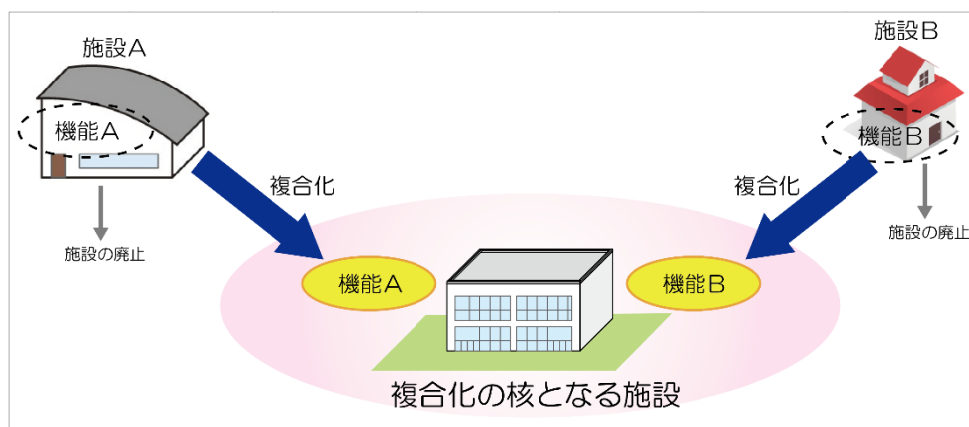 施設A
施設B
機能A
機能B
複合化
複合化
施設の廃止
施設の廃止
機能A
機能B
複合化の核となる施設